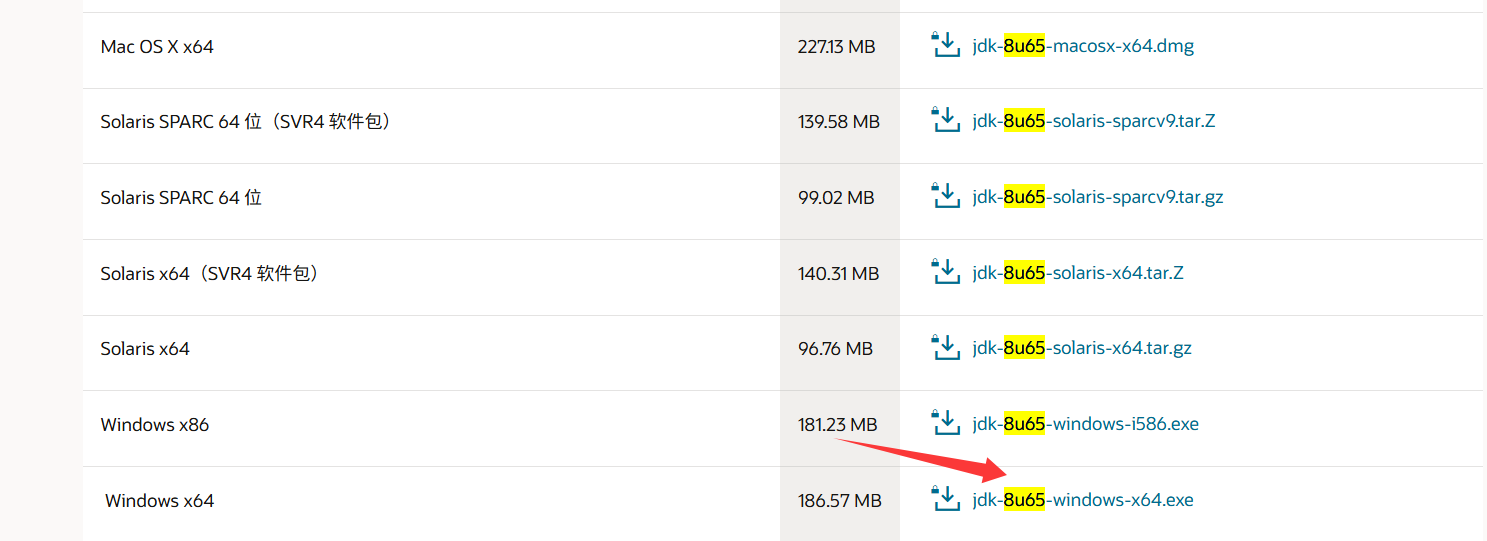 Mac OS X x64 227.13 MB jdk-8u65-macosx-x64.dmg
Solaris SPARC 64 位（SVR4 软件包） 139.58 MB jdk-8u65-solaris-sparcv9.tar.Z
Solaris SPARC 64 位 99.02 MB jdk-8u65-solaris-sparcv9.tar.gz
Solaris x64（SVR4 软件包） 140.31 MB jdk-8u65-solaris-x64.tar.Z
Solaris x64 96.76 MB jdk-8u65-solaris-x64.tar.gz
Windows x86 181.23 MB jdk-8u65-windows-i586.exe
Windows x64 186.57 MB jdk-8u65-windows-x64.exe